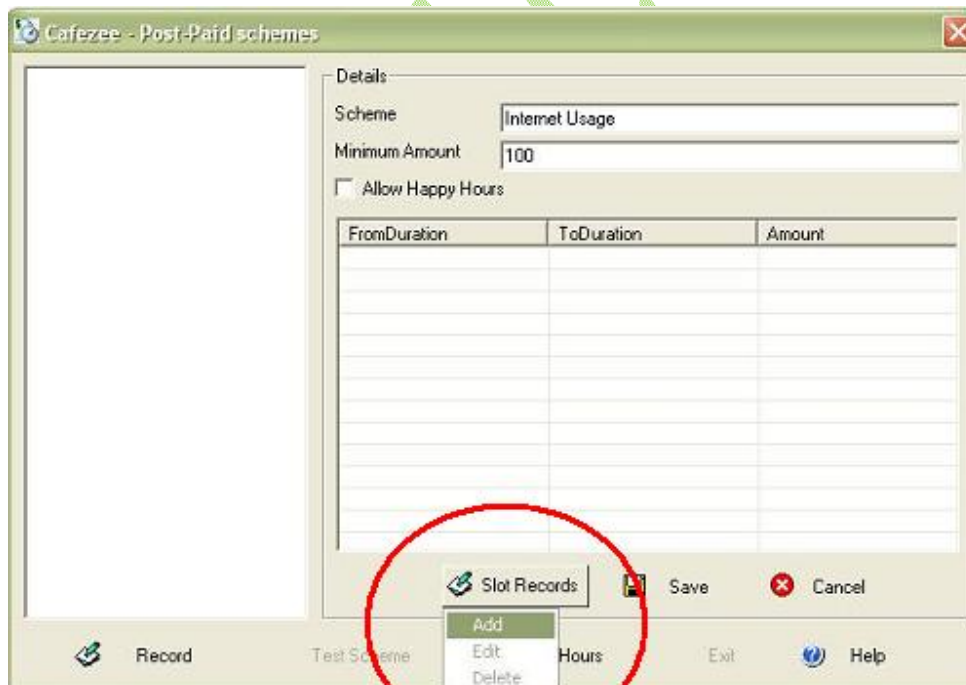 Cafezee - Post-Paid schemes
Details
Scheme
Internet Usage
Minimum Amount
100
Allow Happy Hours
FromDuration ToDuration Amount
Slot Records Save Cancel
Add
Edit
Delete
Record Test Scheme Hours Exit Help